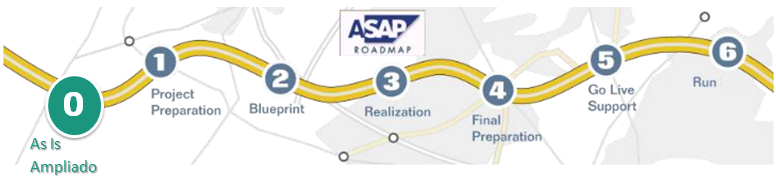 ASAP
ROADMAP
0
As Is
Ampliado
1
Project
Preparation
2
Blueprint
3
Realization
4
Final
Preparation
5
Go Live
Support
6
Run